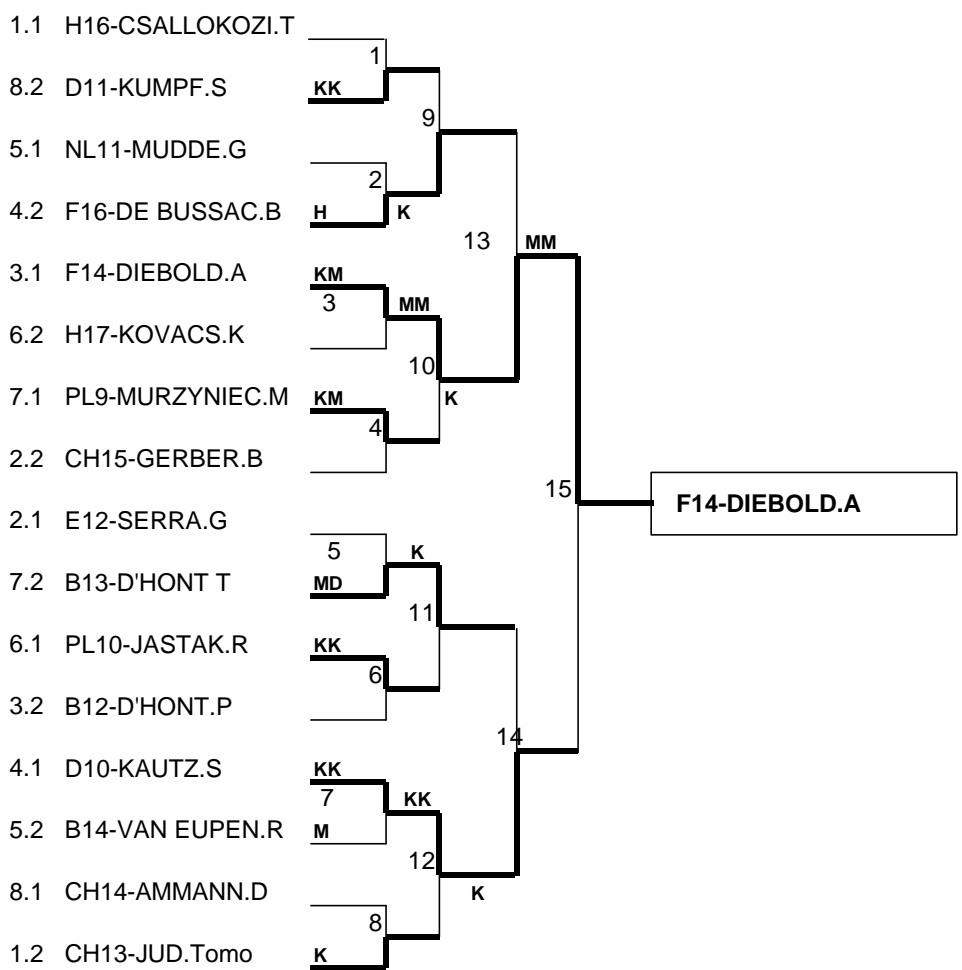 1.1 H16-CSALLOKOZI.T
1
8.2 D11-KUMPF.S KK
9
5.1 NL11-MUDDE.G
2
4.2 F16-DE BUSSAC.B H K
13 MM
3.1 F14-DIEBOLD.A KM
3 MM
6.2 H17-KOVACS.K
10
7.1 PL9-MURZYNIEC.M KM K
4
2.2 CH15-GERBER.B
15 F14-DIEBOLD.A
2.1 E12-SERRA.G
5 K
7.2 B13-D'HONT T MD
11
6.1 PL10-JASTAK.R KK
6
3.2 B12-D'HONT.P
14
4.1 D10-KAUTZ.S KK
7 KK
5.2 B14-VAN EUPEN.R M
12
8.1 CH14-AMMANN.D K
8
1.2 CH13-JUD.Tomo K